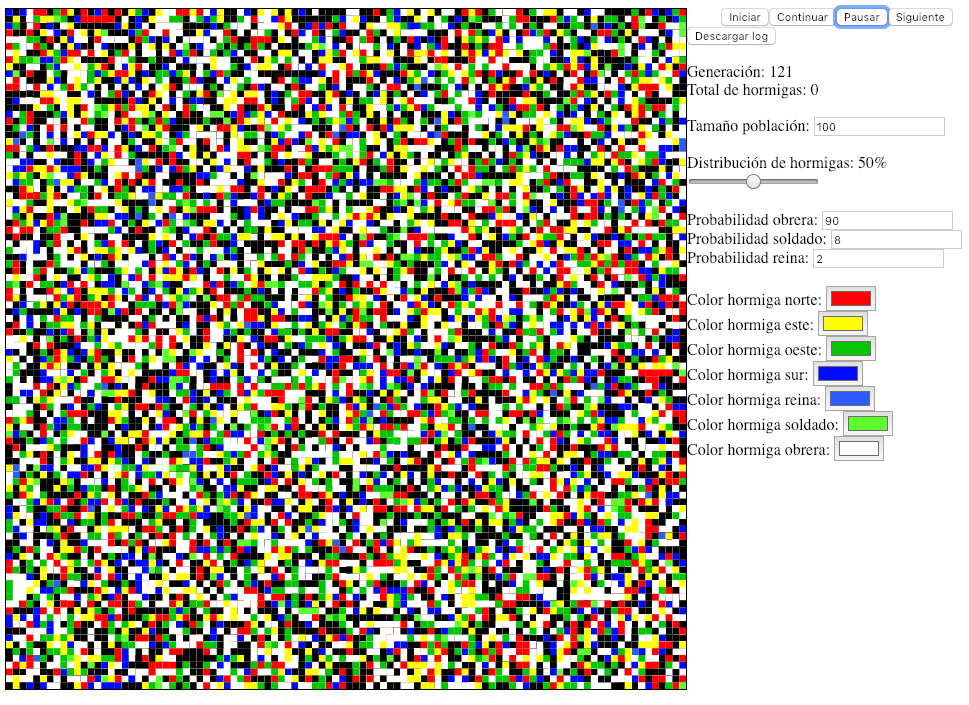 Iniciar Continuar Pausar Siguiente
Descargar log
Generación: 121
Total de hormigas: 0
Tamaño población: 100
Distribución de hormigas: 50%
Probabilidad obrera: 90
Probabilidad soldado: 8
Probabilidad reina: 2
Color hormiga norte:
Color hormiga este:
Color hormiga oeste:
Color hormiga sur:
Color hormiga reina:
Color hormiga soldado:
Color hormiga obrera: